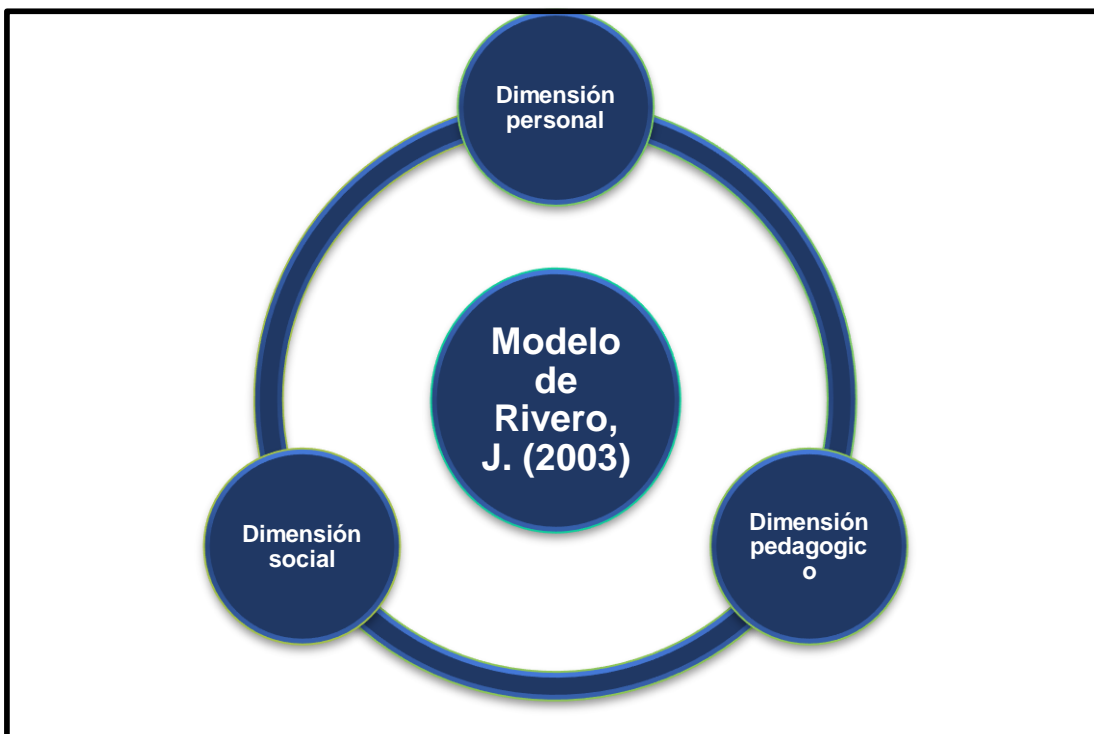 Dimensión
personal
Modelo
de
Rivero,
J. (2003)
Dimensión
social
Dimensión
pedagogic
o